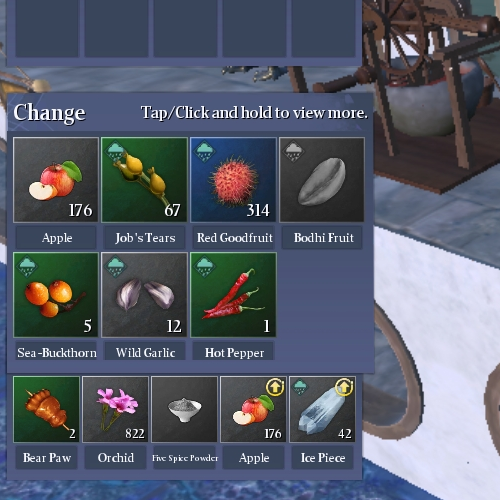 Change
Tap/Click and hold to view more.
176
67
314
Apple
Job's Tears
Red Goodfruit
Bodhi Fruit
5
12
1
Sea-Buckthorn
Wild Garlic
Hot Pepper
2
822
176
42
Bear Paw
Orchid
Five Spice Powder
Apple
Ice Piece